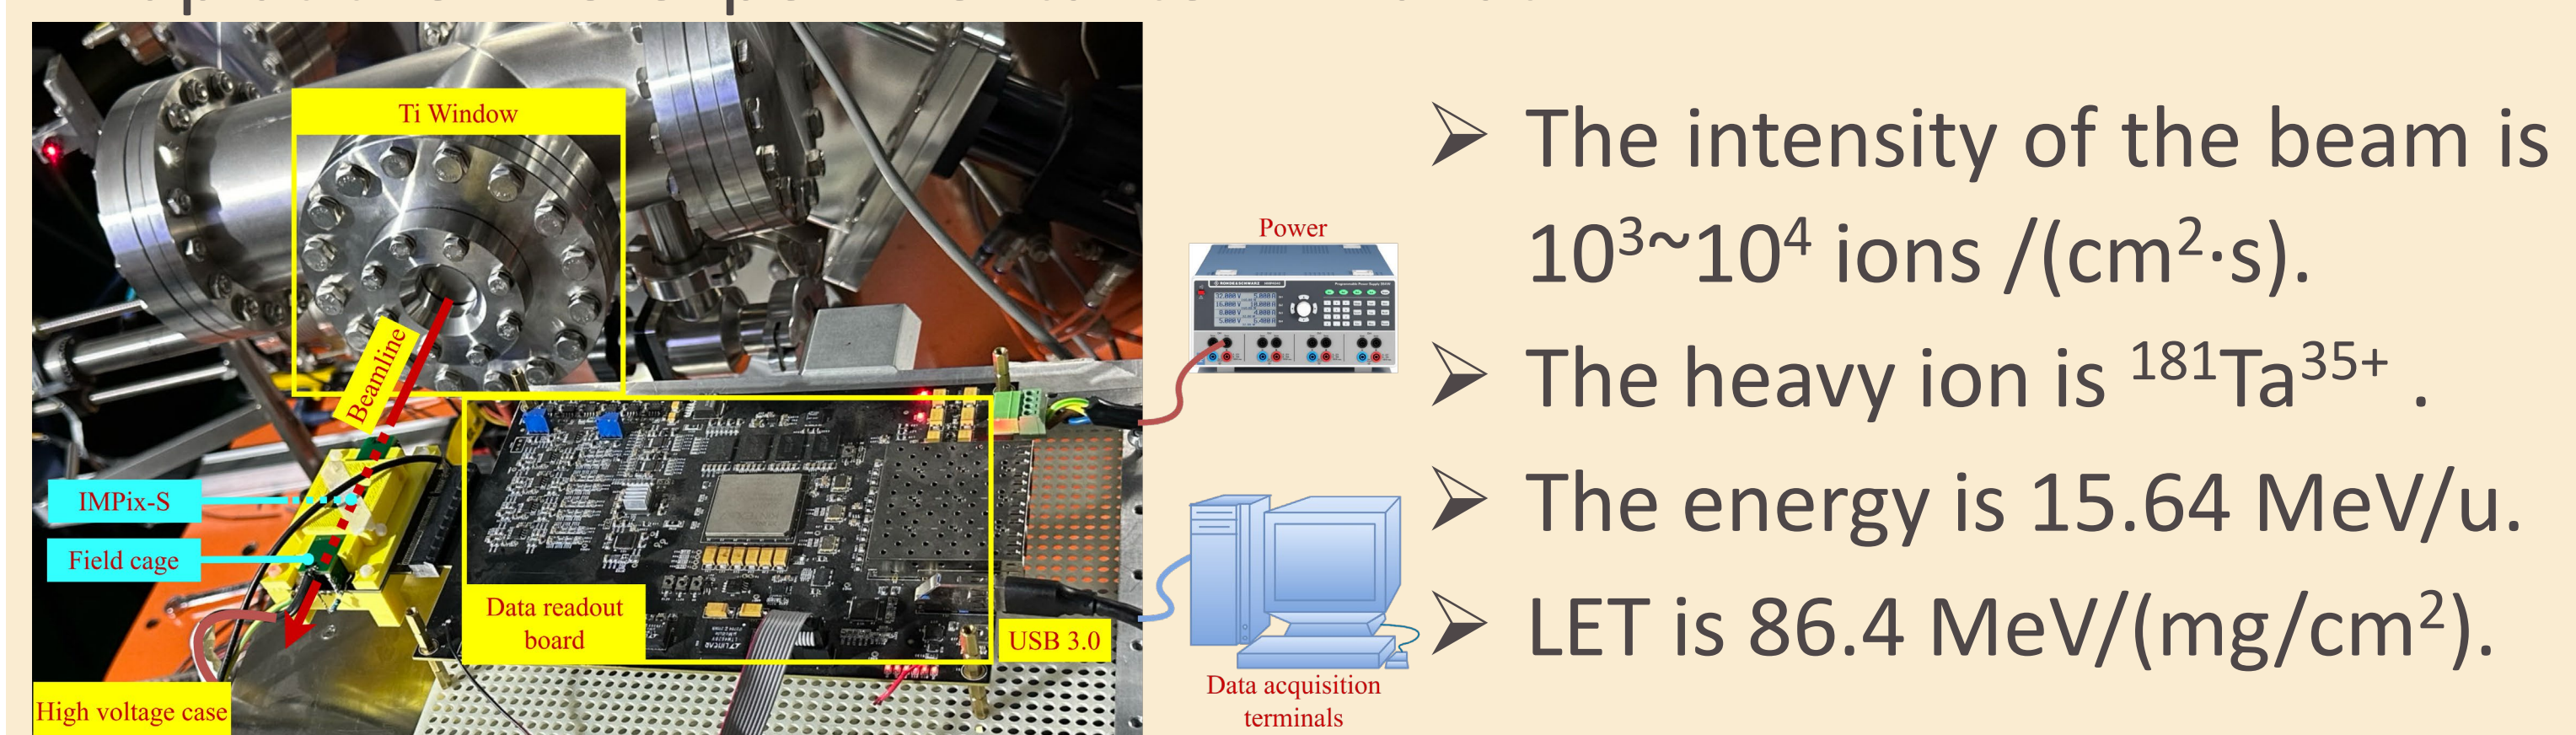 Ti Window
Beamline
IMPix-S
Field cage
Data readout
board
USB 3.0
High voltage case
Power
Data acquisition
terminals
➢ The intensity of the beam is
10³~10⁴ ions /(cm²·s).
➢ The heavy ion is ¹⁸¹Ta³⁵⁺ .
➢ The energy is 15.64 MeV/u.
➢ LET is 86.4 MeV/(mg/cm²).